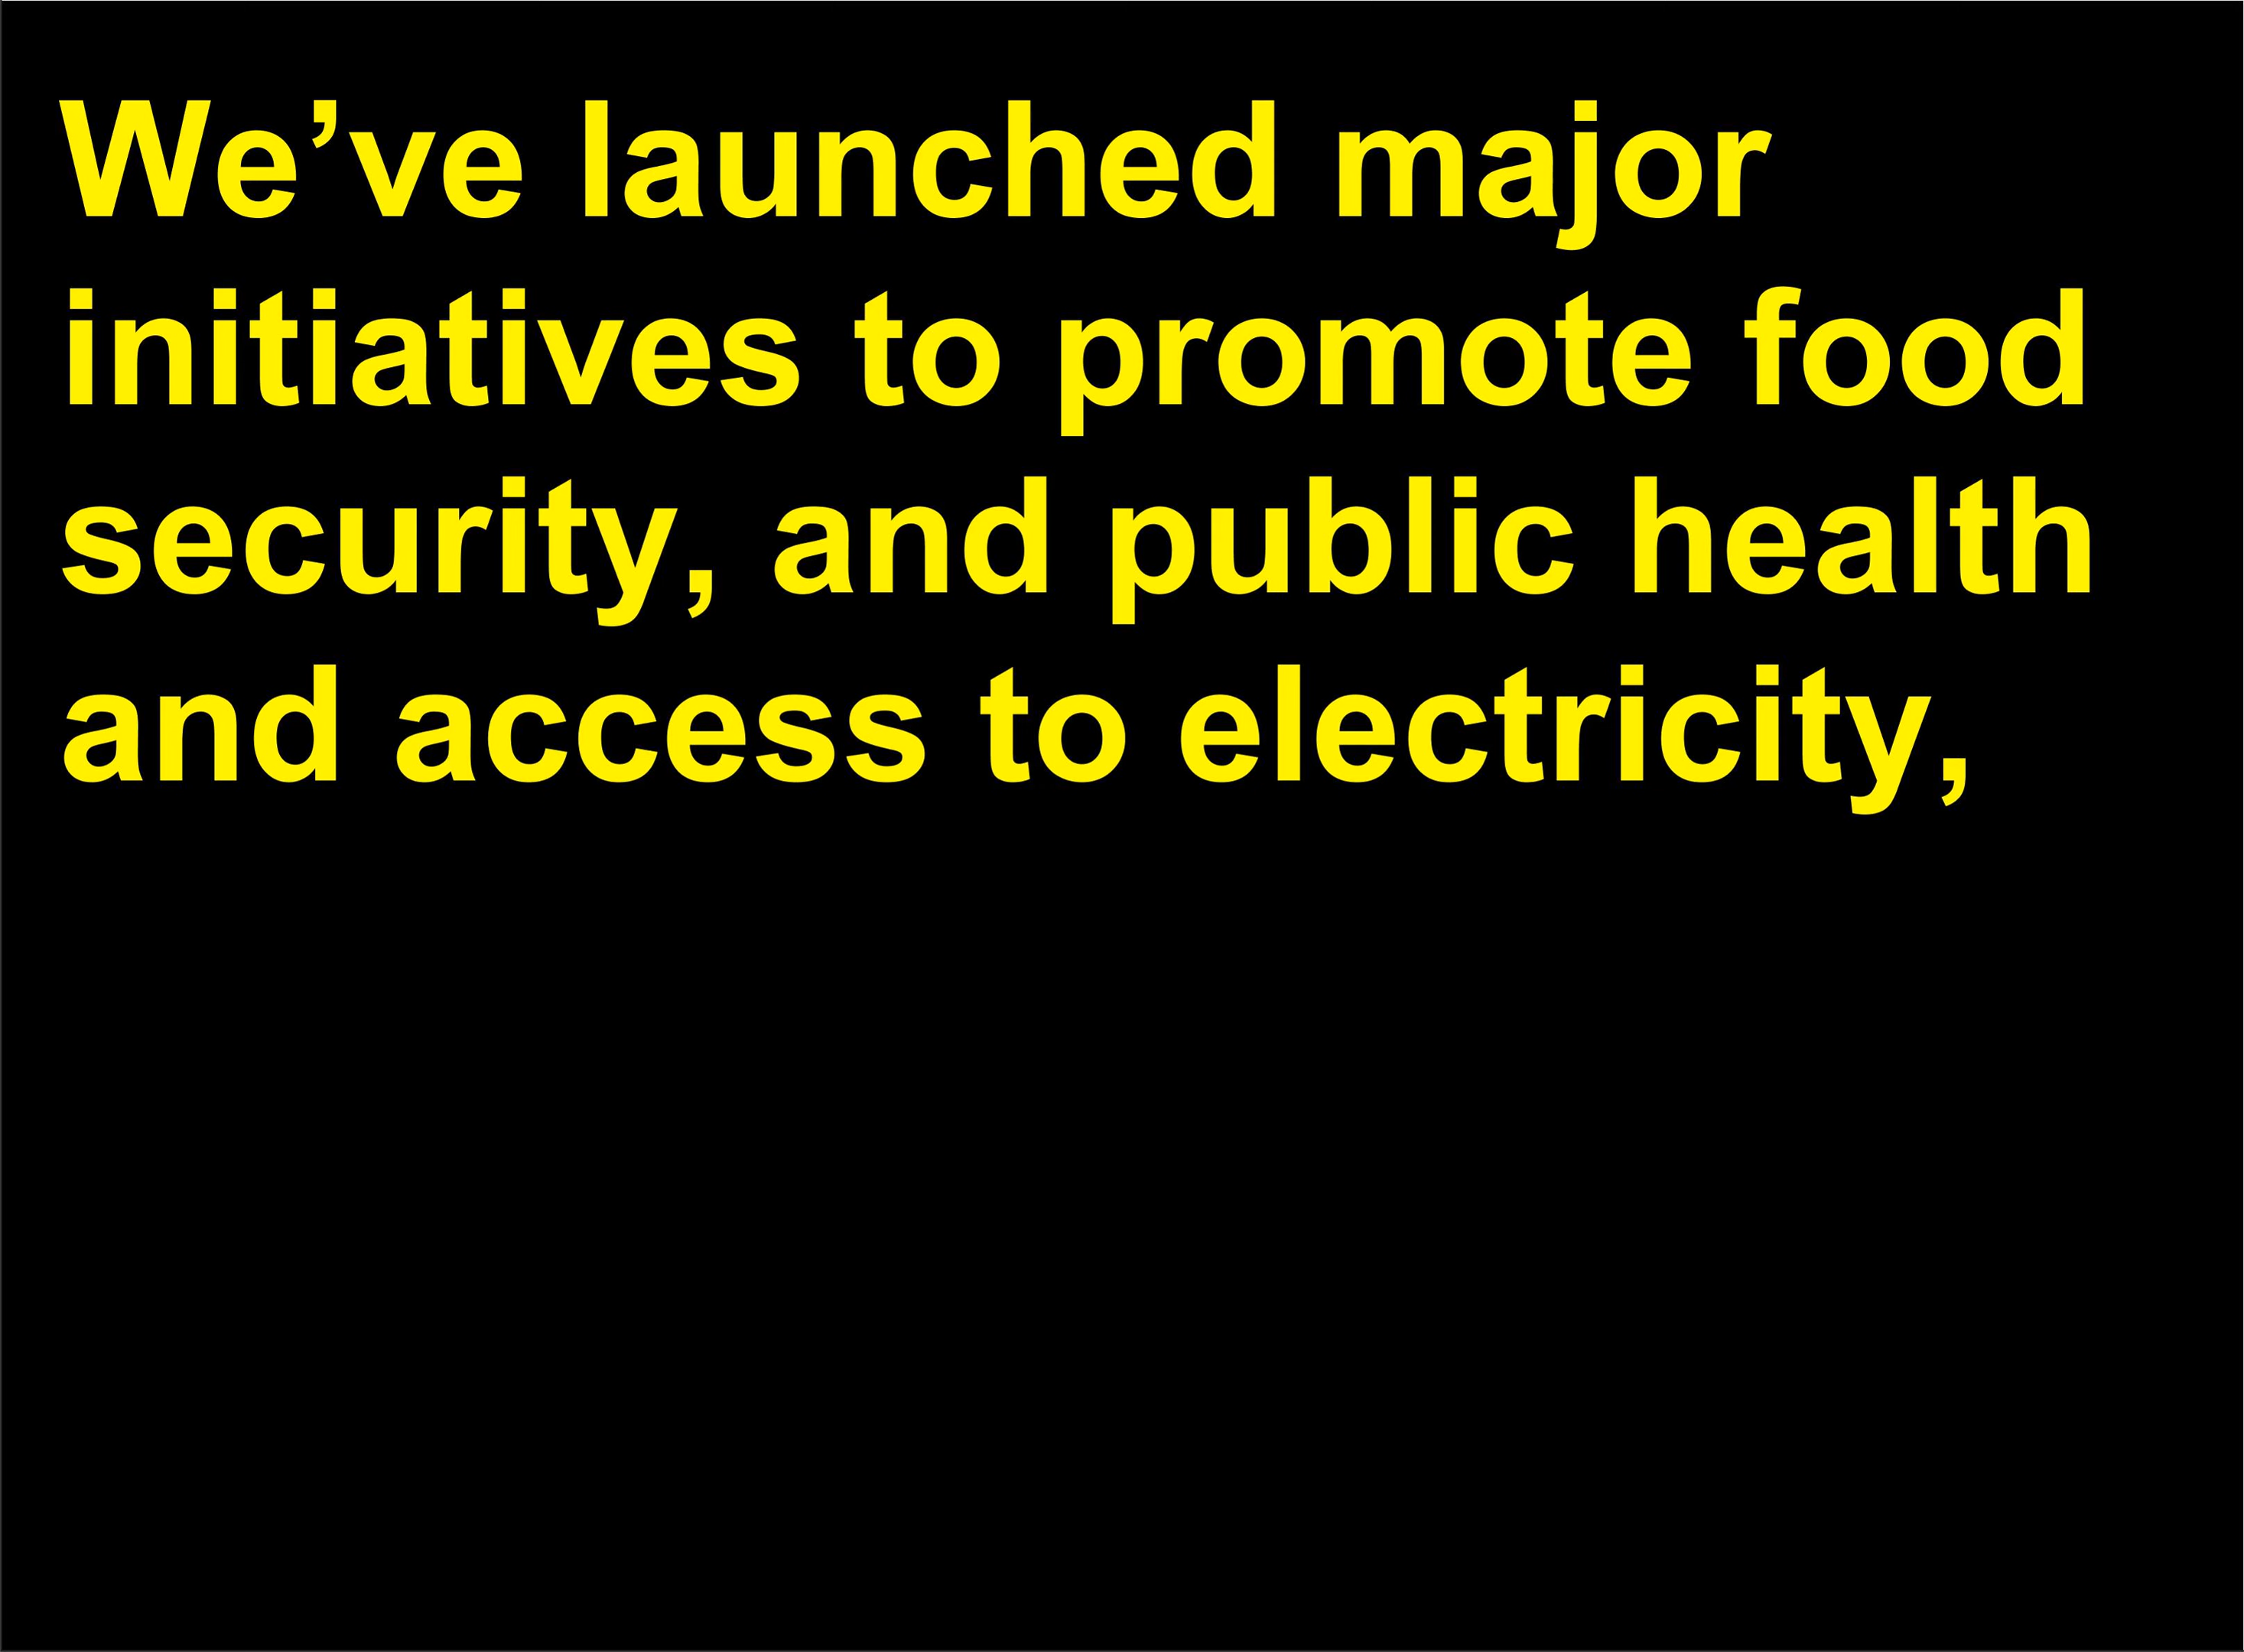 We’ve launched major
initiatives to promote food
security, and public health
and access to electricity,